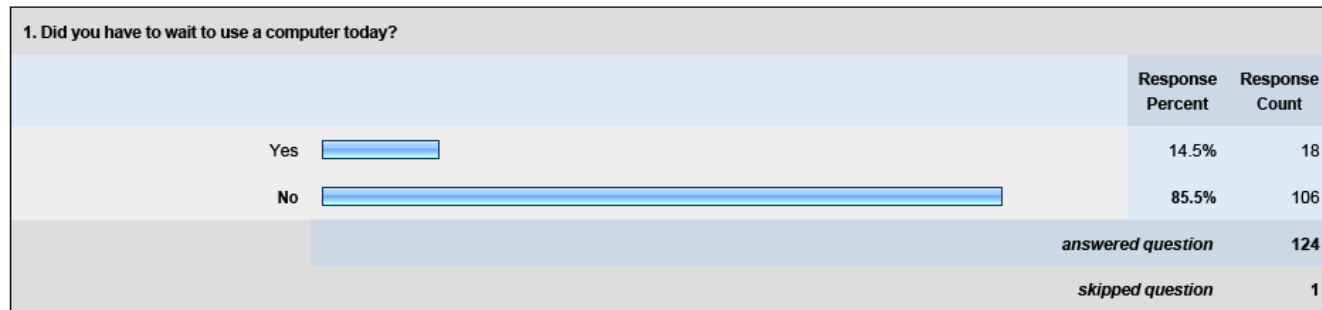 1. Did you have to wait to use a computer today?
Response Percent Response Count
Yes 14.5% 18
No 85.5% 106
answered question 124
skipped question 1